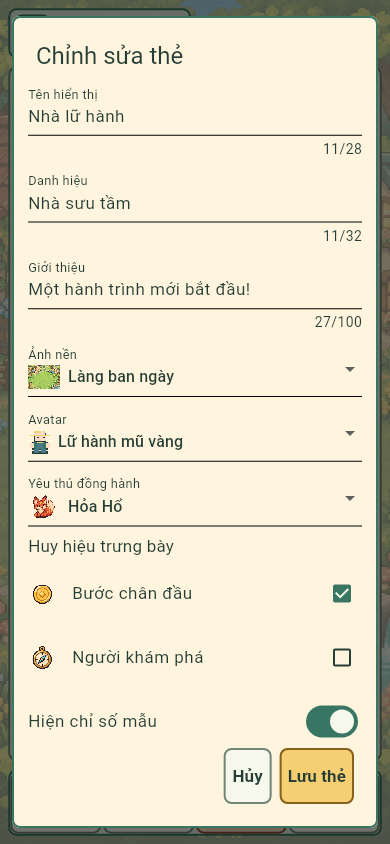 Chỉnh sửa thẻ
Tên hiển thị
Nhà lữ hành
11/28
Danh hiệu
Nhà sưu tầm
11/32
Giới thiệu
Một hành trình mới bắt đầu!
27/100
Ảnh nền
Làng ban ngày
Avatar
Lữ hành mũ vàng
Yêu thú đồng hành
Hỏa Hổ
Huy hiệu trưng bày
Bước chân đầu
Người khám phá
Hiện chỉ số mẫu
Hủy
Lưu thẻ